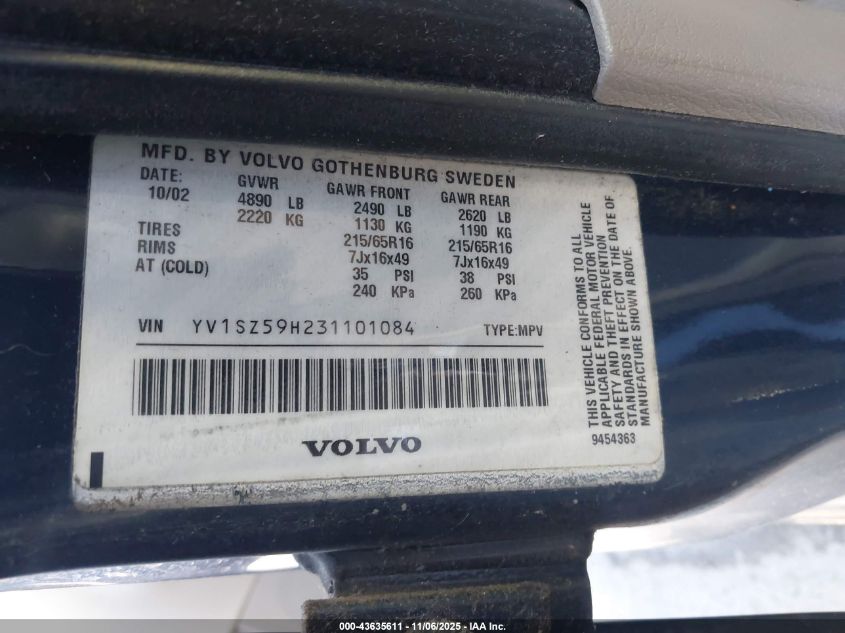 MFD. BY VOLVO GOTHENBURG SWEDEN
DATE: GVWR GAWR FRONT GAWR REAR
10/02 4890 LB 2490 LB 2620 LB
2220 KG 1130 KG 1190 KG
TIRES 215/65R16 215/65R16
RIMS 7Jx16x49 7Jx16x49
AT (COLD) 35 PSI 38 PSI
240 KPa 260 KPa
VIN YV1SZ59H231101084 TYPE:MPV
VOLVO
THIS VEHICLE CONFORMS TO ALL
APPLICABLE FEDERAL MOTOR VEHICLE
SAFETY AND THEFT PREVENTION
STANDARDS IN EFFECT ON THE DATE OF
MANUFACTURE SHOWN ABOVE.
9454363
000-43635611 - 11/06/2025 - IAA Inc.